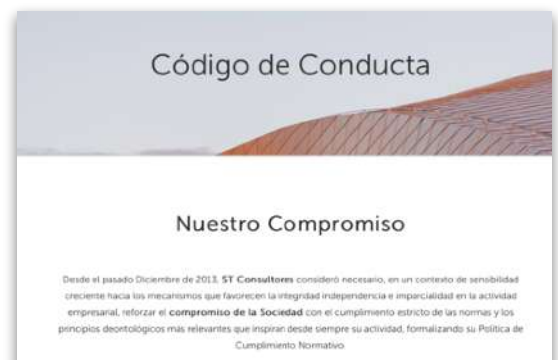 Código de Conducta
Nuestro Compromiso
Desde el pasado Diciembre de 2013, ST Consultores consideró necesario, en un contexto de sensibilidad
creciente hacia los mecanismos que favorecen la integridad independencia e imparcialidad en la actividad
empresarial, reforzar el compromiso de la Sociedad con el cumplimiento estricto de las normas y los
principios deontológicos más relevantes que inspiran desde siempre su actividad, formalizando su Política de
Cumplimiento Normativo